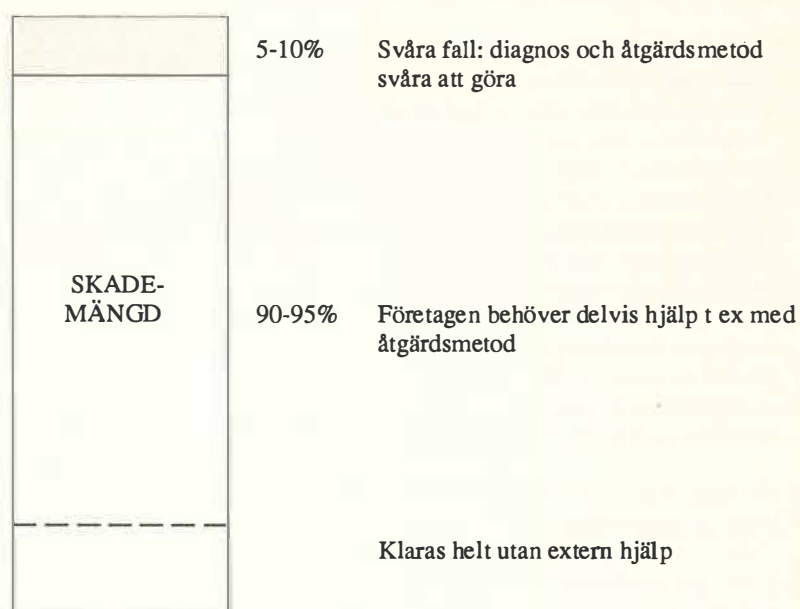 5-10% Svåra fall: diagnos och åtgärdsmetod
svåra att göra
SKADE-
MÄNGD
90-95% Företagen behöver delvis hjälp t ex med
åtgärdsmetod
Klaras helt utan extern hjälp